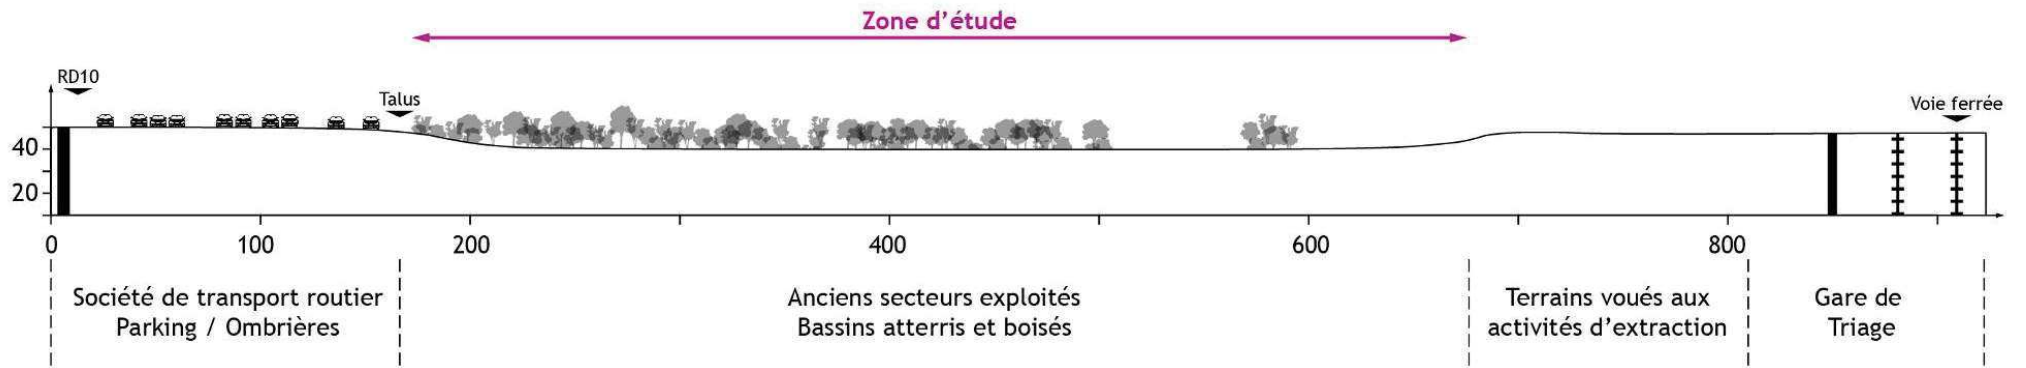 Zone d’étude
RD10
Talus
Voie ferrée
40
20
0
100
200
400
600
800
Société de transport routier
Parking / Ombrières
Anciens secteurs exploités
Bassins atterris et boisés
Terrains voués aux
activités d’extraction
Gare de
Triage